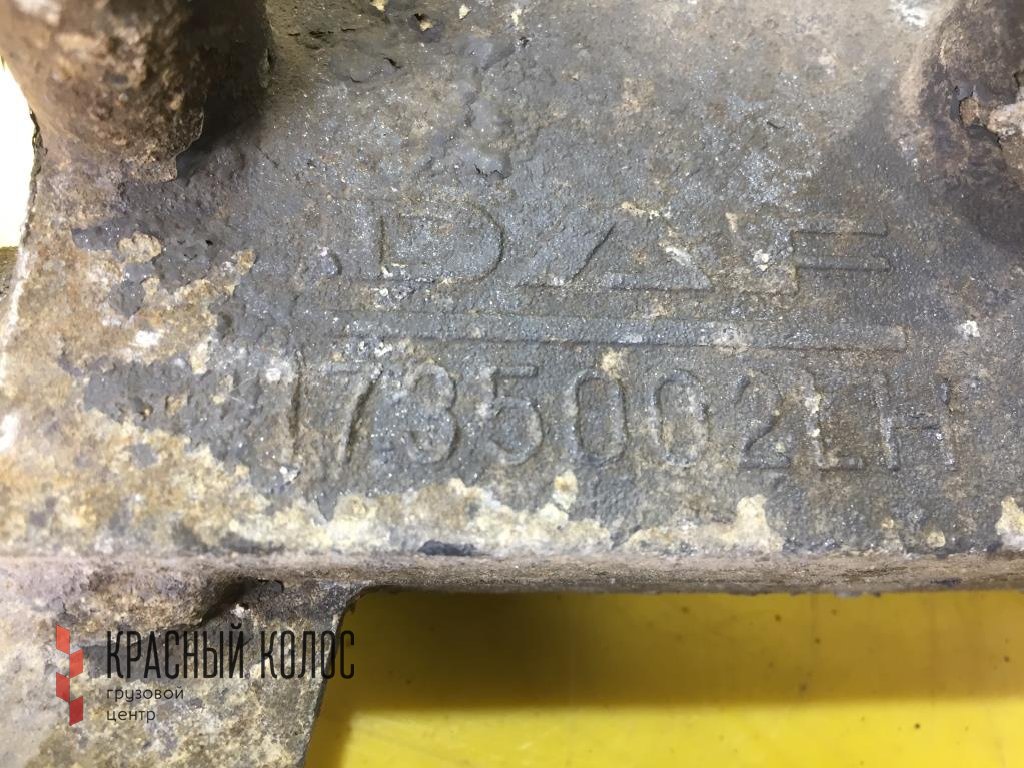 DAF
1735002LH
КРАСНЫЙ КОЛОС
грузовой
центр